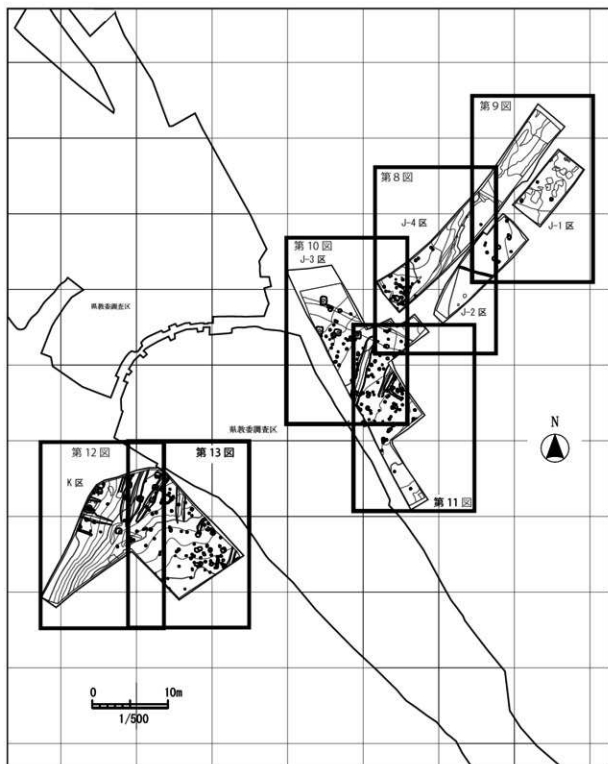 第9図
J-1区
第8図
J-4区
J-2区
第10図
J-3区
県教委調査区
県教委調査区
第11図
N
第12図
K区
第13図
0 10m
1/500